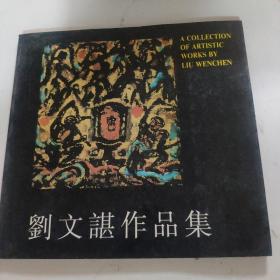 A COLLECTION
OF ARTISTIC
WORKS BY
LIU WENCHEN
劉文諶作品集